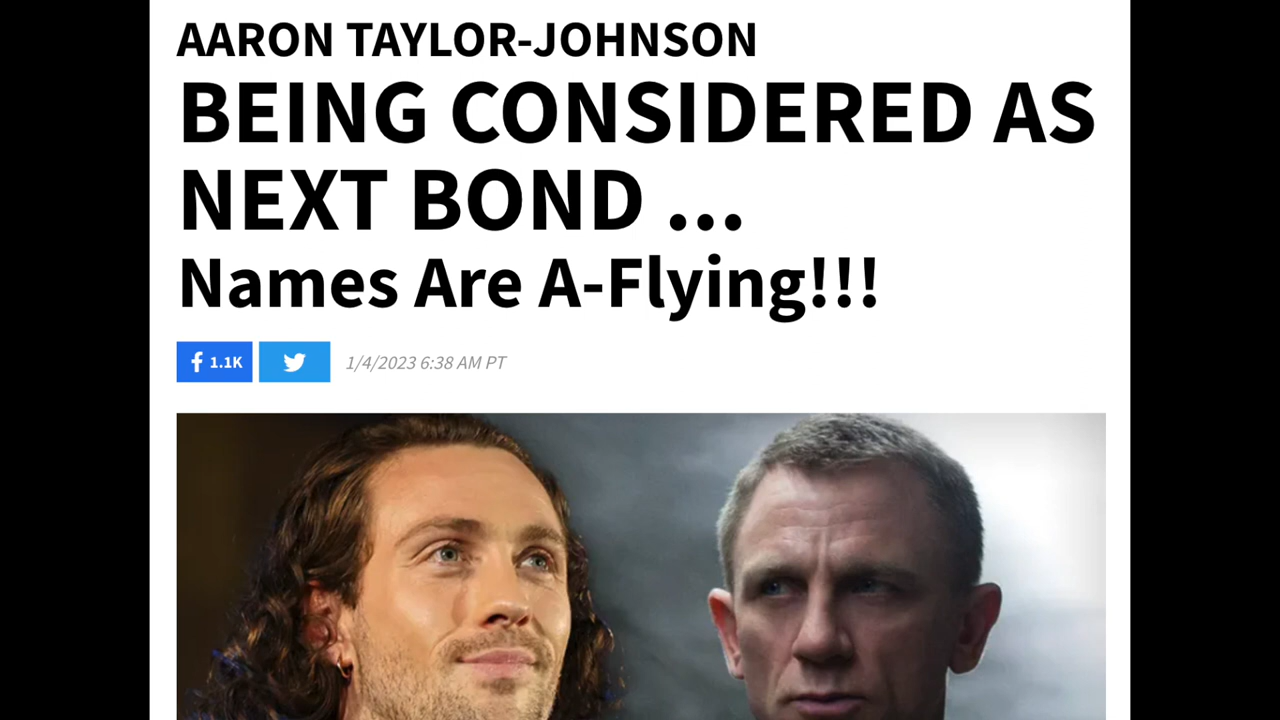 AARON TAYLOR-JOHNSON
BEING CONSIDERED AS
NEXT BOND ...
Names Are A-Flying!!!
1.1K
1/4/2023 6:38 AM PT